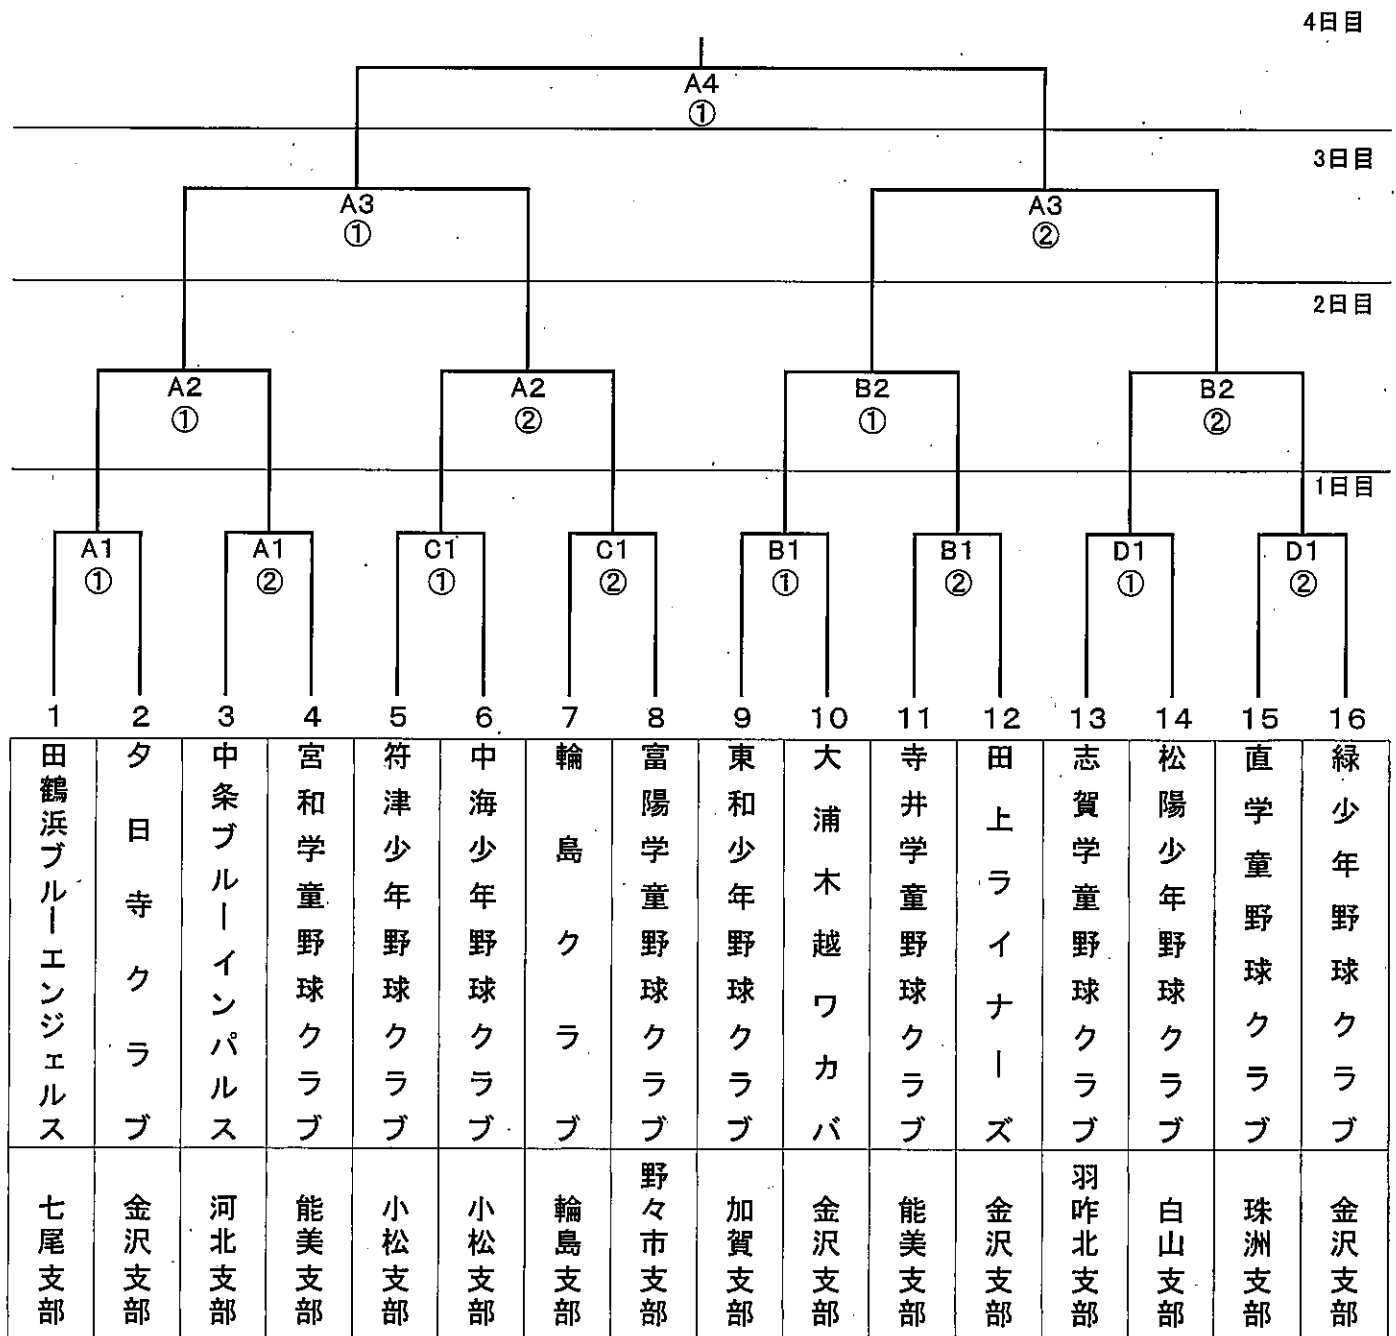 4日目
A4
①
3日目
A3
①
A3
②
2日目
A2
①
A2
②
B2
①
B2
②
1日目
A1
①
A1
②
C1
①
C1
②
B1
①
B1
②
D1
①
D1
②
1 2 3 4 5 6 7 8 9 10 11 12 13 14 15 16
田鶴浜ブルーエンジェルス
夕日寺クラブ
中条ブルーインパルス
宮和学童野球クラブ
符津少年野球クラブ
中海少年野球クラブ
輪島クラブ
富陽学童野球クラブ
東和少年野球クラブ
大浦木越ワカバ
寺井学童野球クラブ
田上ライナーズ
志賀学童野球クラブ
松陽少年野球クラブ
直学童野球クラブ
緑少年野球クラブ
七尾支部
金沢支部
河北支部
能美支部
小松支部
小松支部
輪島支部
野々市支部
加賀支部
金沢支部
能美支部
金沢支部
羽咋北支部
白山支部
珠洲支部
金沢支部